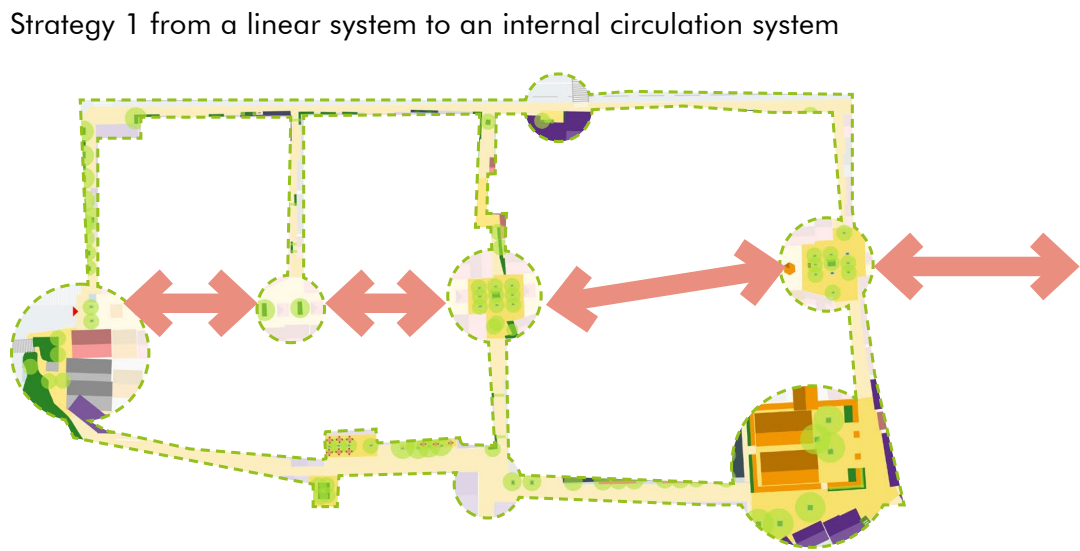 Strategy 1 from a linear system to an internal circulation system